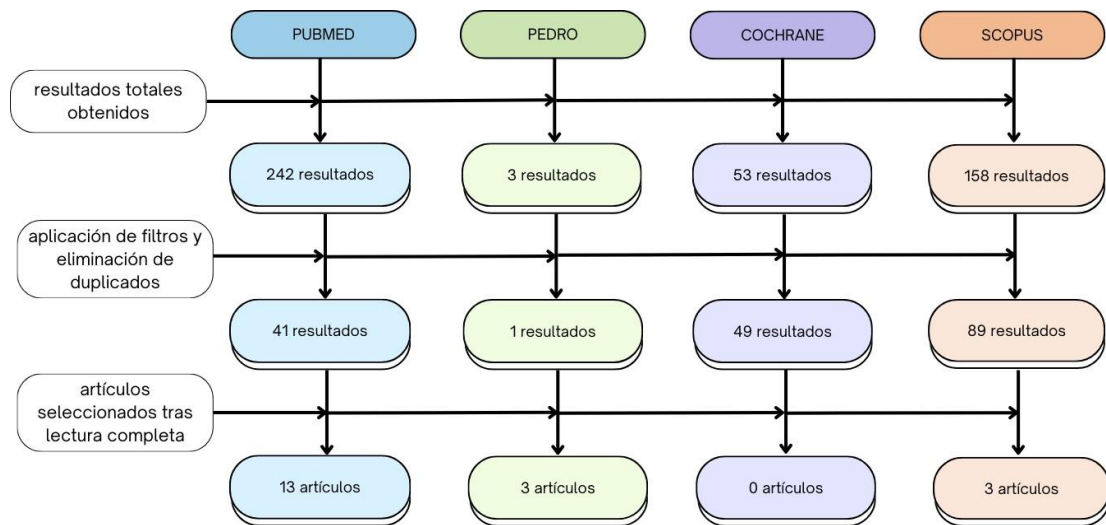 PUBMED
PEDRO
COCHRANE
SCOPUS
resultados totales
obtenidos
242 resultados
3 resultados
53 resultados
158 resultados
aplicación de filtros y
eliminación de
duplicados
41 resultados
1 resultados
49 resultados
89 resultados
artículos
seleccionados tras
lectura completa
13 artículos
3 artículos
0 artículos
3 artículos